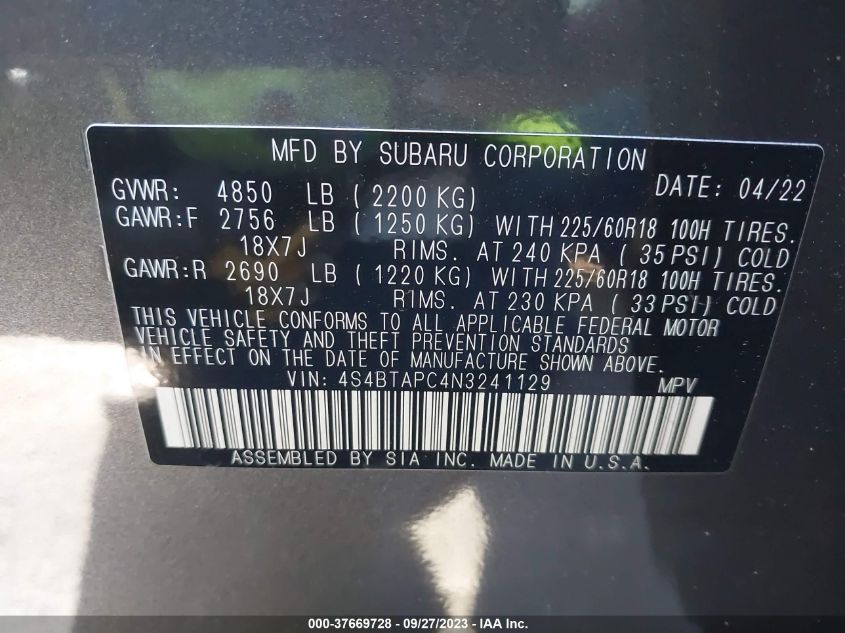 MFD BY SUBARU CORPORATION
GVWR: 4850 LB ( 2200 KG) DATE: 04/22
GAWR:F 2756 LB ( 1250 KG) WITH 225/60R18 100H TIRES.
18X7J RIMS. AT 240 KPA ( 35 PSI) COLD
GAWR:R 2690 LB ( 1220 KG) WITH 225/60R18 100H TIRES.
18X7J RIMS. AT 230 KPA ( 33 PSI) COLD
THIS VEHICLE CONFORMS TO ALL APPLICABLE FEDERAL MOTOR
VEHICLE SAFETY AND THEFT PREVENTION STANDARDS
IN EFFECT ON THE DATE OF MANUFACTURE SHOWN ABOVE.
VIN: 4S4BTAPC4N3241129 MPV
ASSEMBLED BY SIA INC. MADE IN U.S.A.
000-37669728 - 09/27/2023 - IAA Inc.